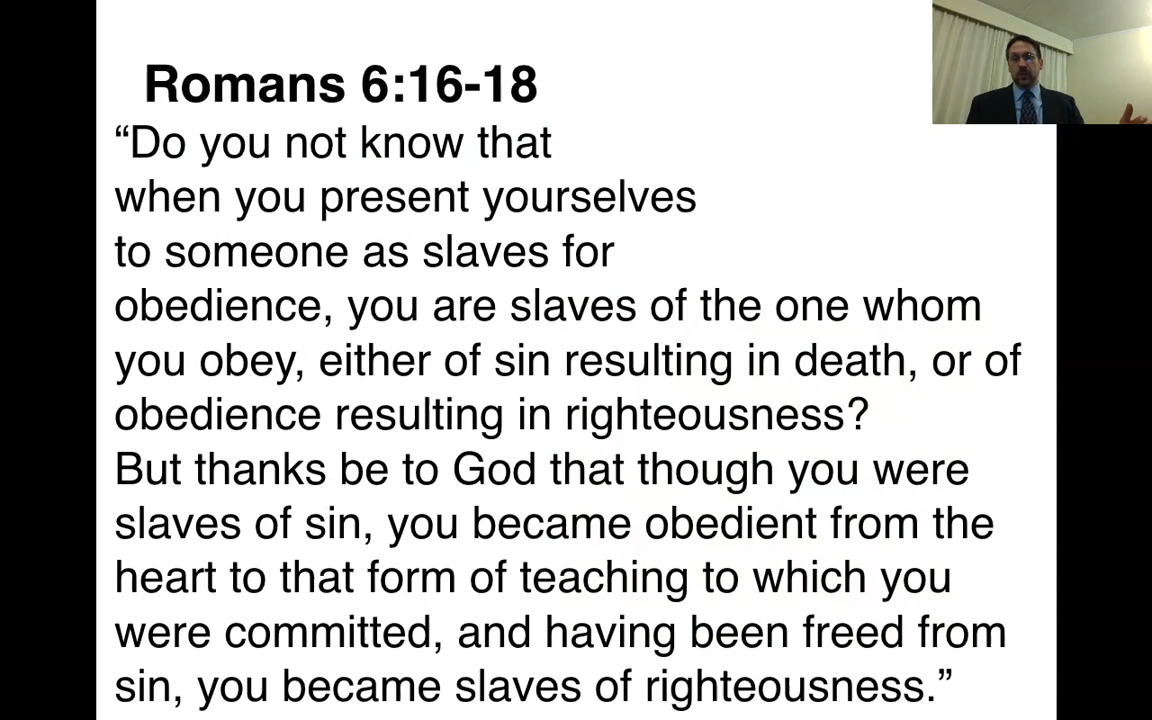 Romans 6:16-18
“Do you not know that
when you present yourselves
to someone as slaves for
obedience, you are slaves of the one whom
you obey, either of sin resulting in death, or of
obedience resulting in righteousness?
But thanks be to God that though you were
slaves of sin, you became obedient from the
heart to that form of teaching to which you
were committed, and having been freed from
sin, you became slaves of righteousness.”